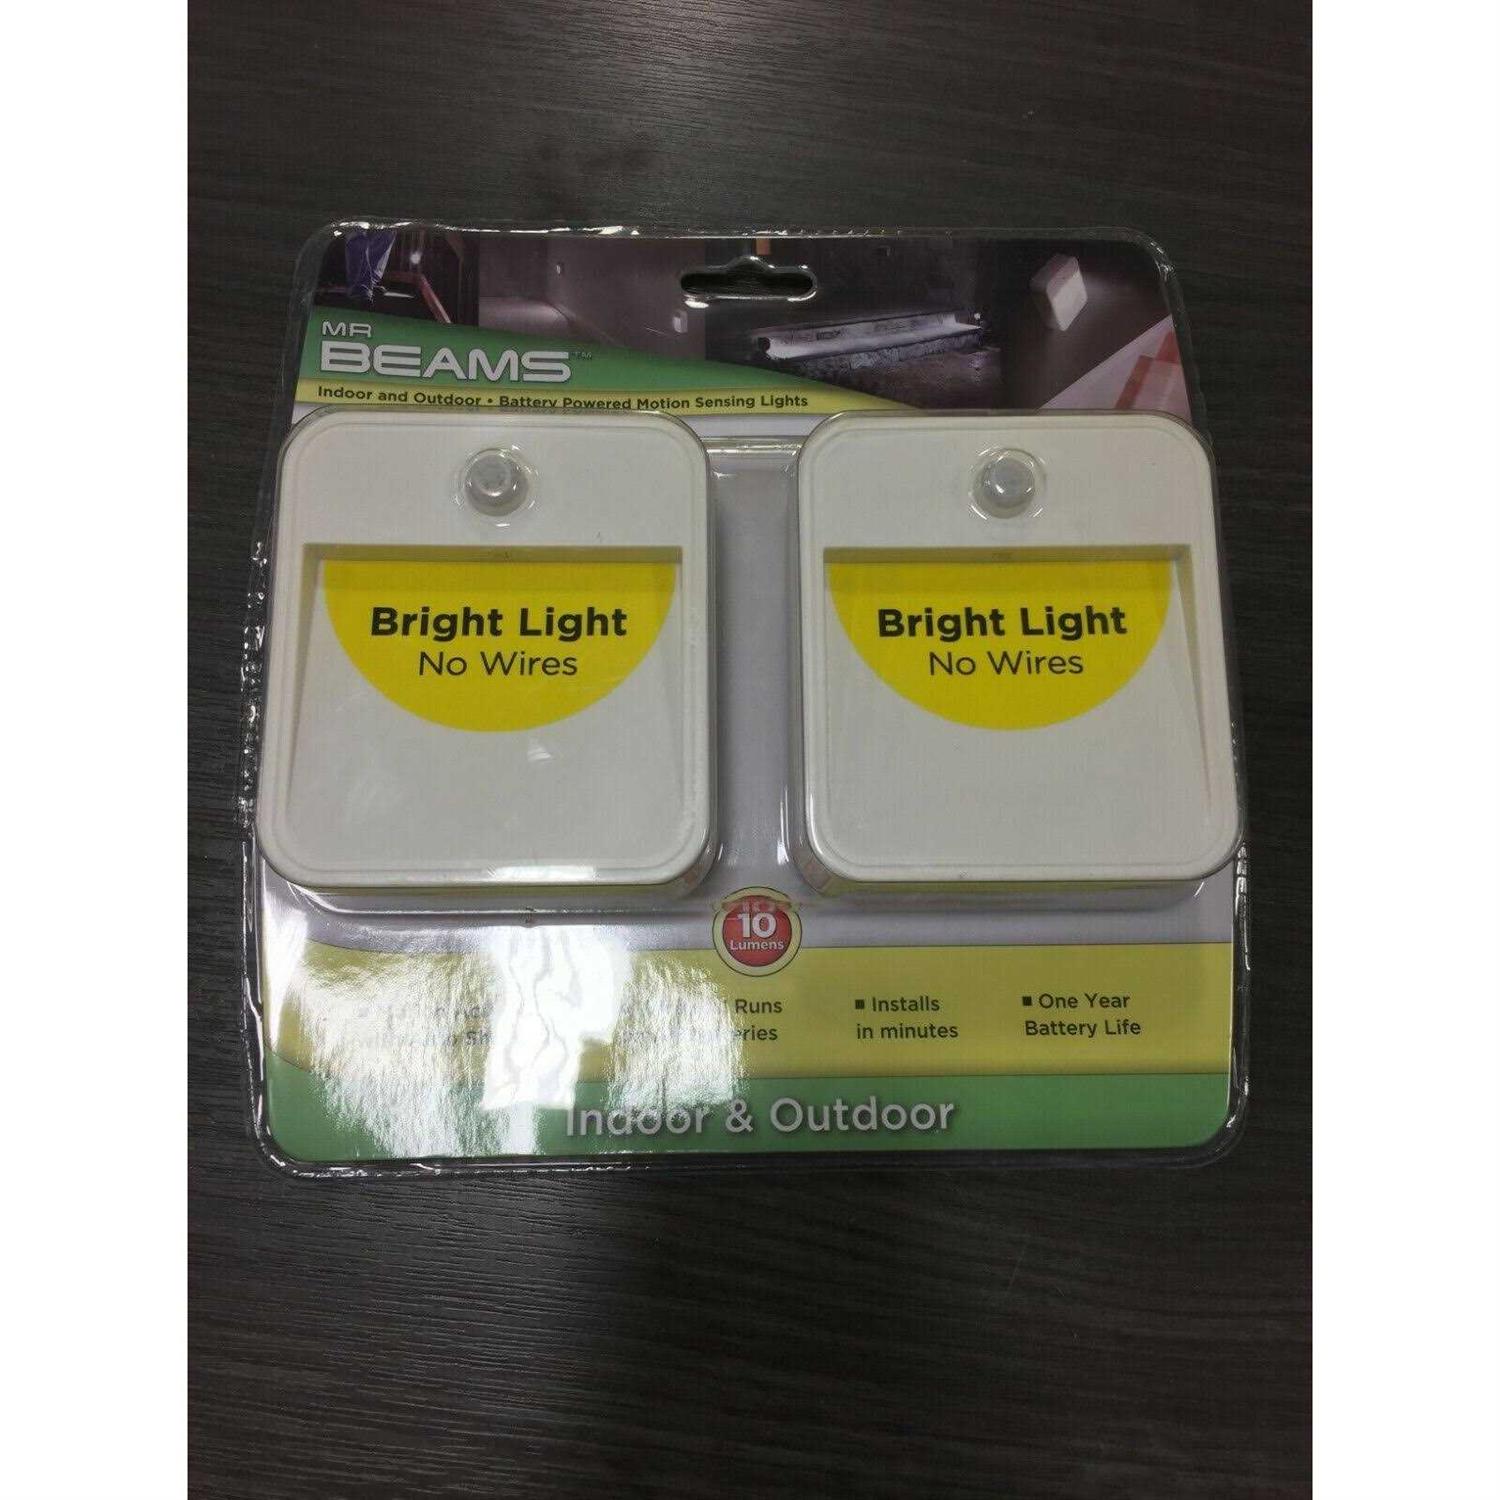 MR
BEAMS™
Indoor and Outdoor • Battery Powered Motion Sensing Lights
Bright Light
No Wires
Bright Light
No Wires
10
Lumens
Runs
■ Installs
in minutes
■ One Year
Battery Life
Indoor & Outdoor